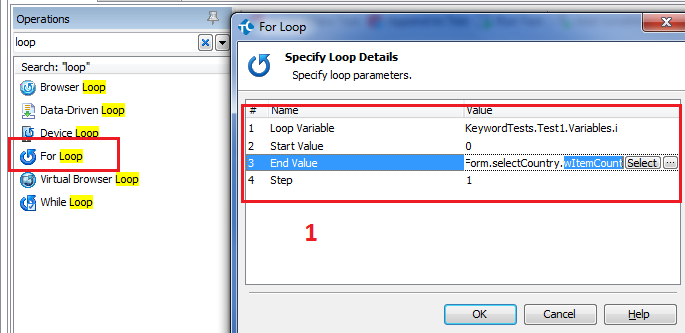 Operations
loop
Search: "loop"
Browser Loop
Data-Driven Loop
Device Loop
For Loop
Virtual Browser Loop
While Loop
For Loop
Specify Loop Details
Specify loop parameters.
# Name Value
1 Loop Variable KeywordTests.Test1.Variables.i
2 Start Value 0
3 End Value Form.selectCountry.wItemCount Select ...
4 Step 1
1
OK Cancel Help